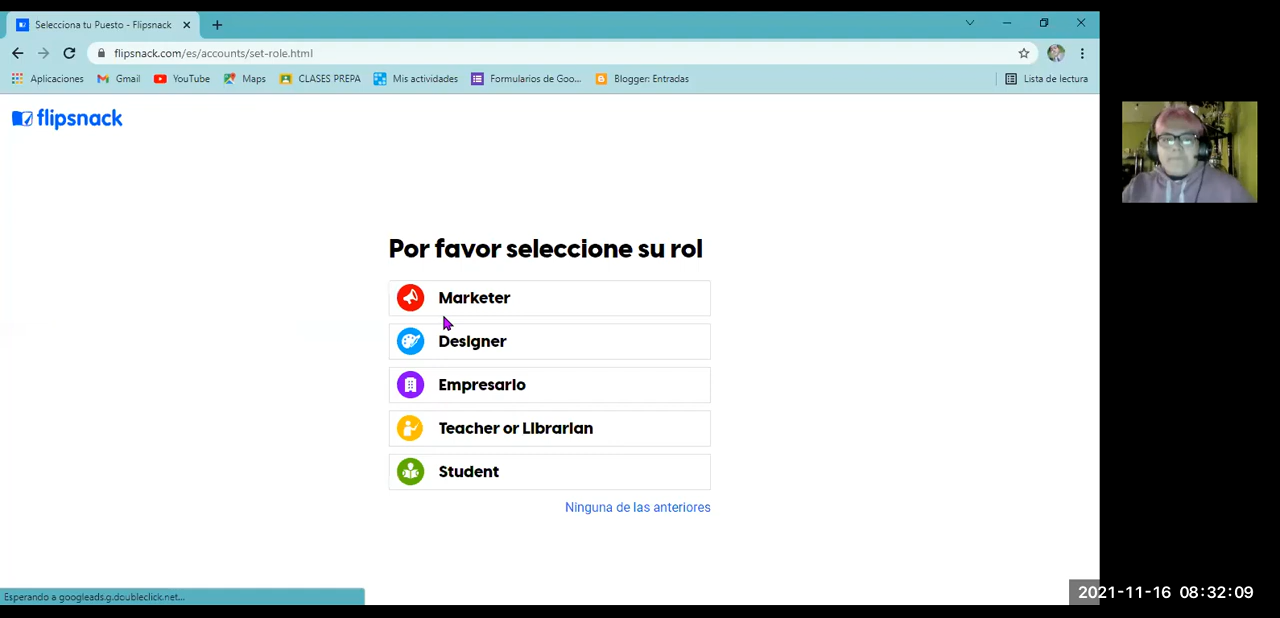 Selecciona tu Puesto - Flipsnack
flipsnack.com/es/accounts/set-role.html
Aplicaciones Gmail YouTube Maps CLASES PREPA Mis actividades Formularios de Goo... Blogger: Entradas Lista de lectura
flipsnack
Por favor seleccione su rol
Marketer
Designer
Empresario
Teacher or Librarian
Student
Ninguna de las anteriores
Esperando a googleads.g.doubleclick.net...
2021-11-16 08:32:09